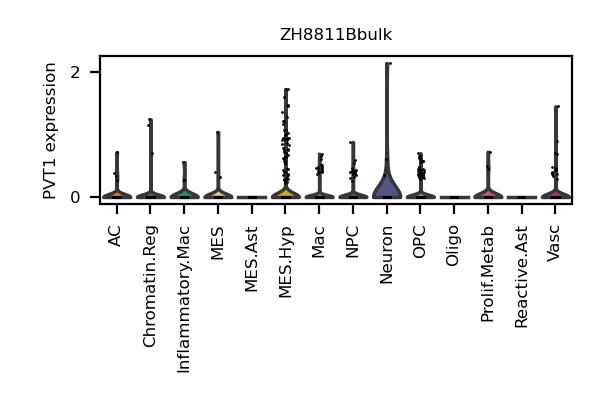 ZH8811Bbulk
PVT1 expression
2
0
AC
Chromatin.Reg
Inflammatory.Mac
MES
MES.Ast
MES.Hyp
Mac
NPC
Neuron
OPC
Oligo
Prolif.Metab
Reactive.Ast
Vasc